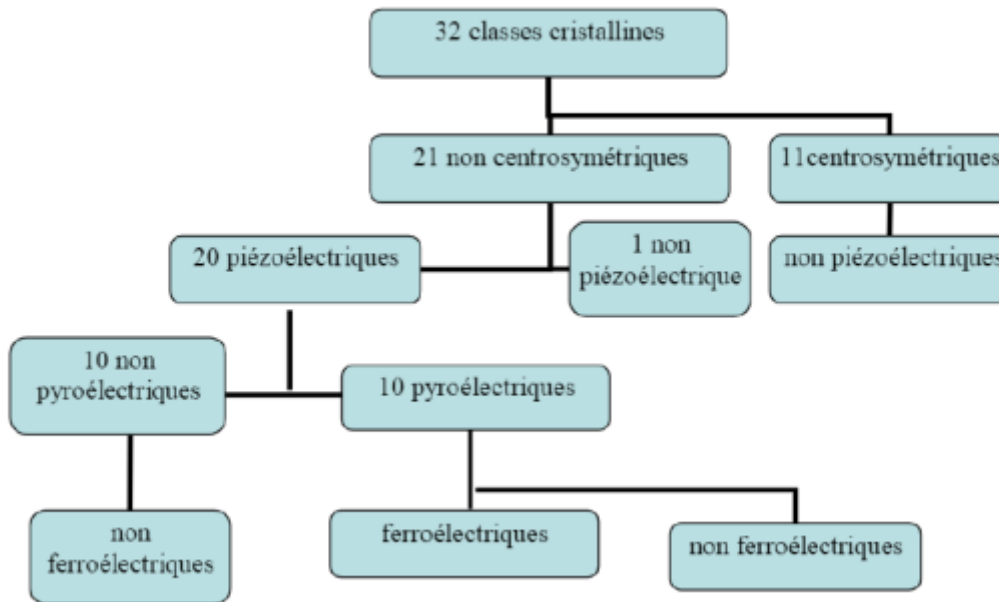 32 classes cristallines
21 non centrosymétriques
11centrosymétriques
20 piézoélectriques
1 non
piézoélectrique
non piézoélectriques
10 non
pyroélectriques
10 pyroélectriques
non
ferroélectriques
ferroélectriques
non ferroélectriques